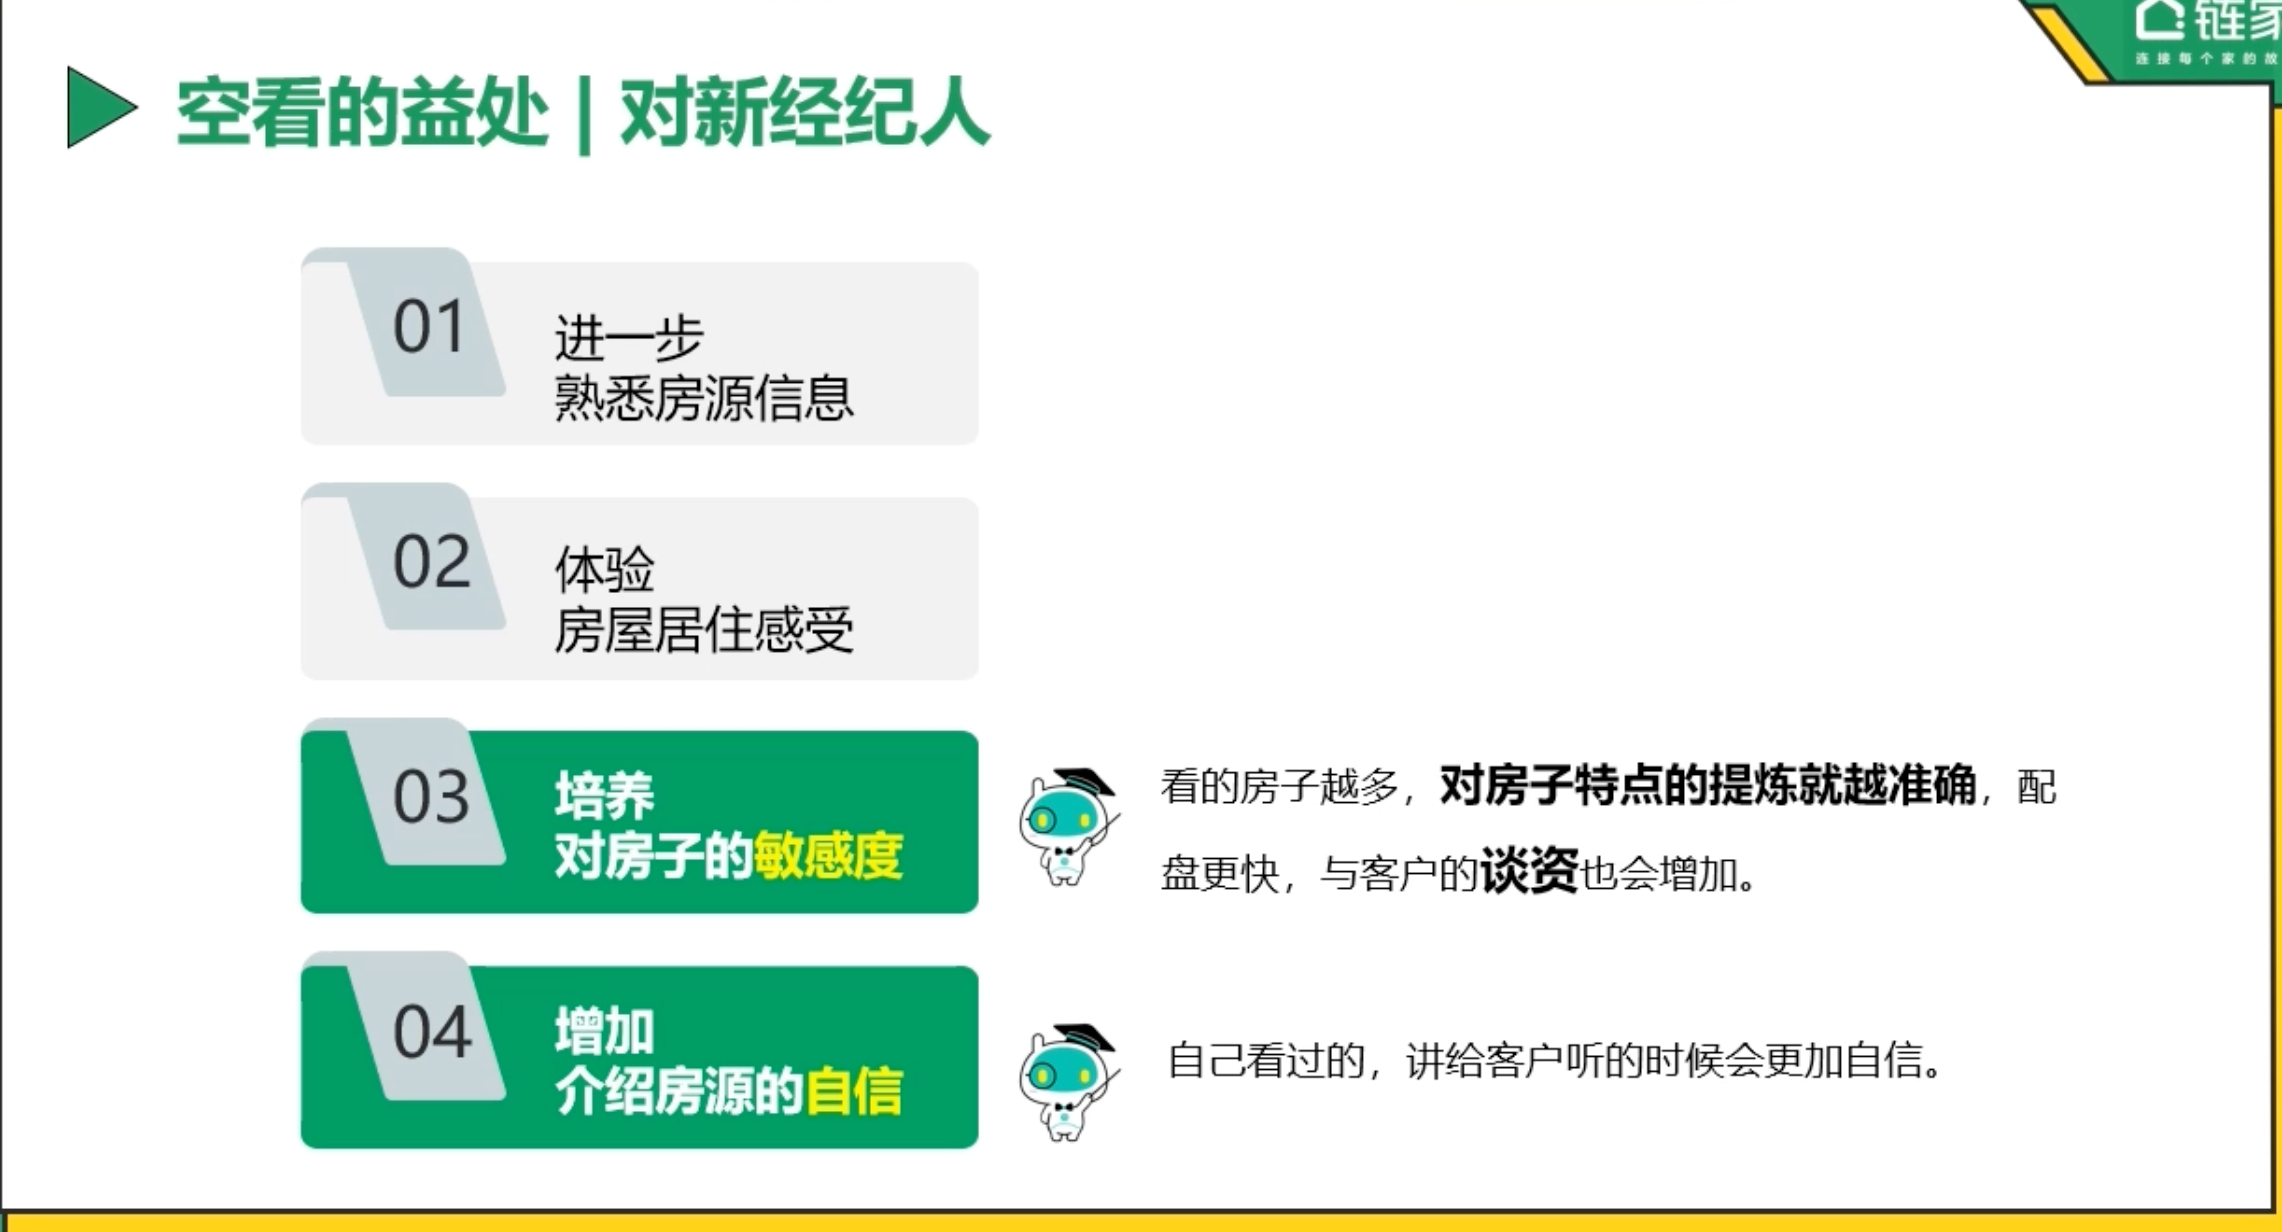 链家
连接每个家的故
空看的益处｜对新经纪人
01
进一步
熟悉房源信息
02
体验
房屋居住感受
03
培养
对房子的敏感度
看的房子越多，对房子特点的提炼就越准确，配
盘更快，与客户的谈资也会增加。
04
增加
介绍房源的自信
自己看过的，讲给客户听的时候会更加自信。